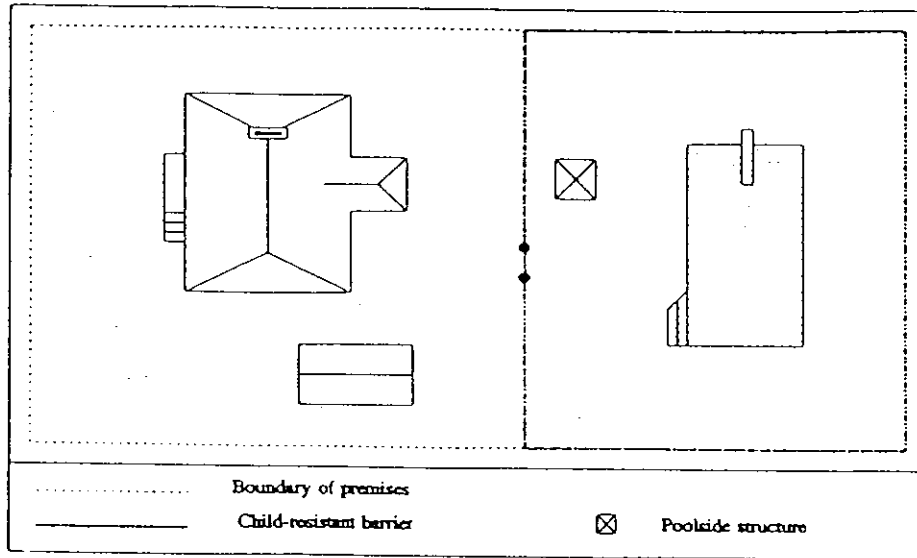 Boundary of premises
Child-resistant barrier
Poolside structure